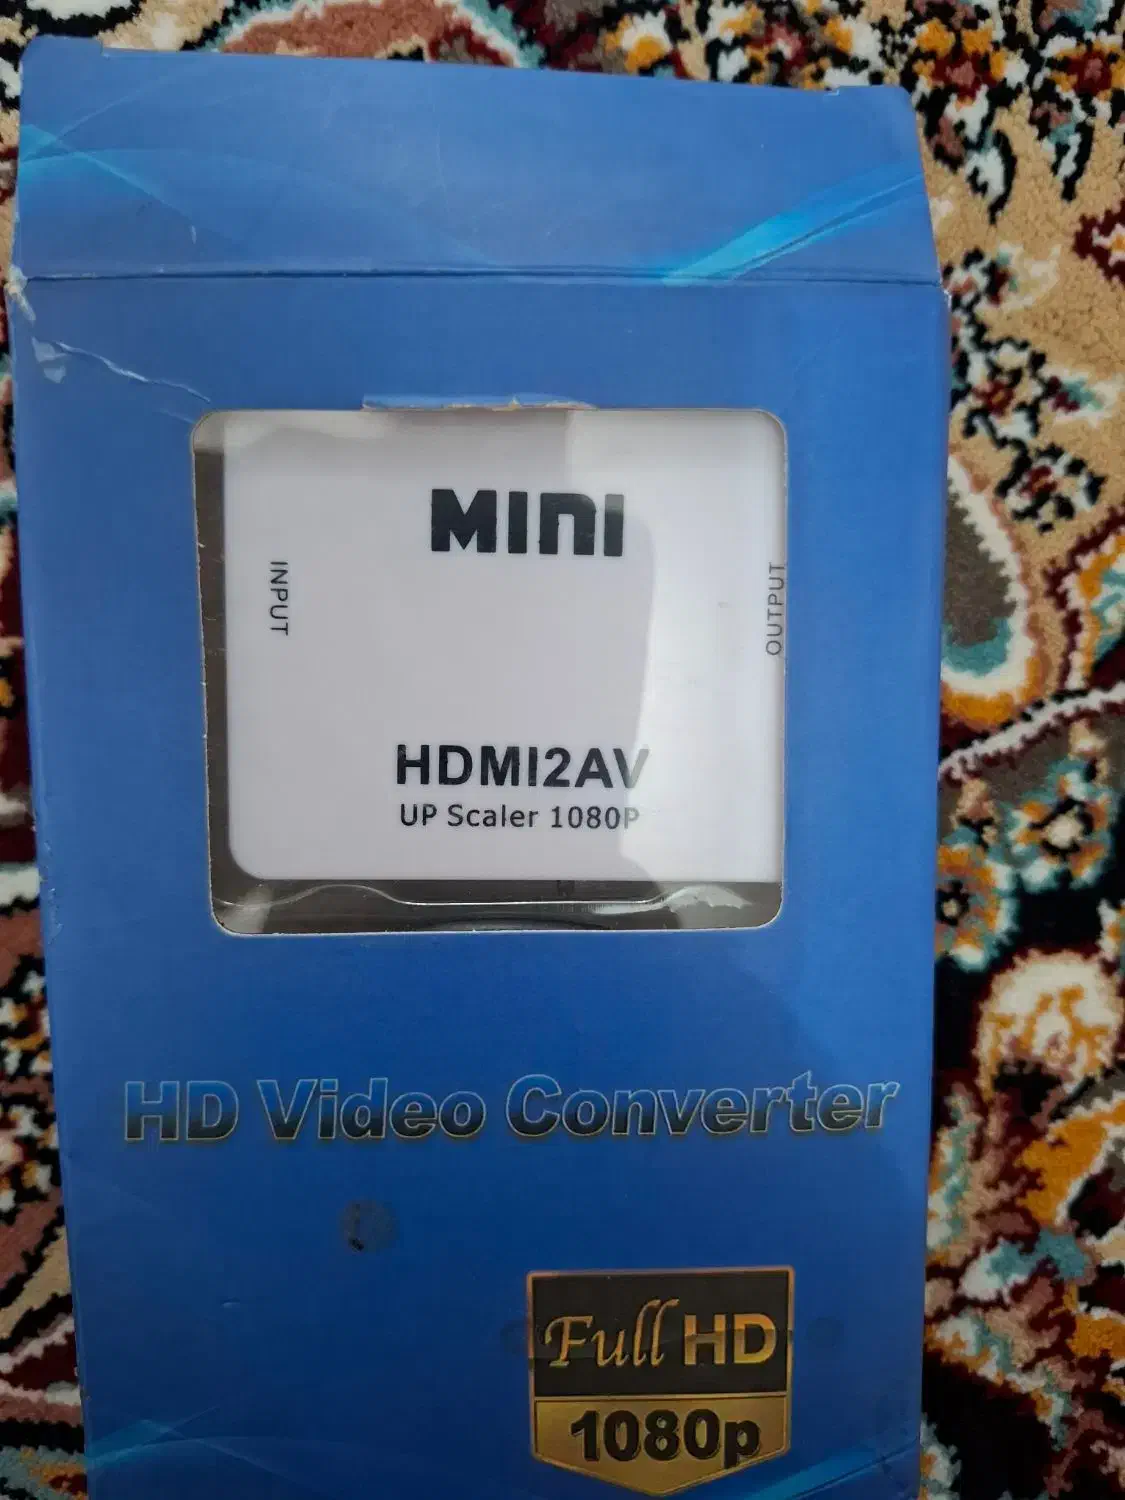 MINI
INPUT
OUTPUT
HDMI2AV
UP Scaler 1080P
HD Video Converter
Full HD
1080p